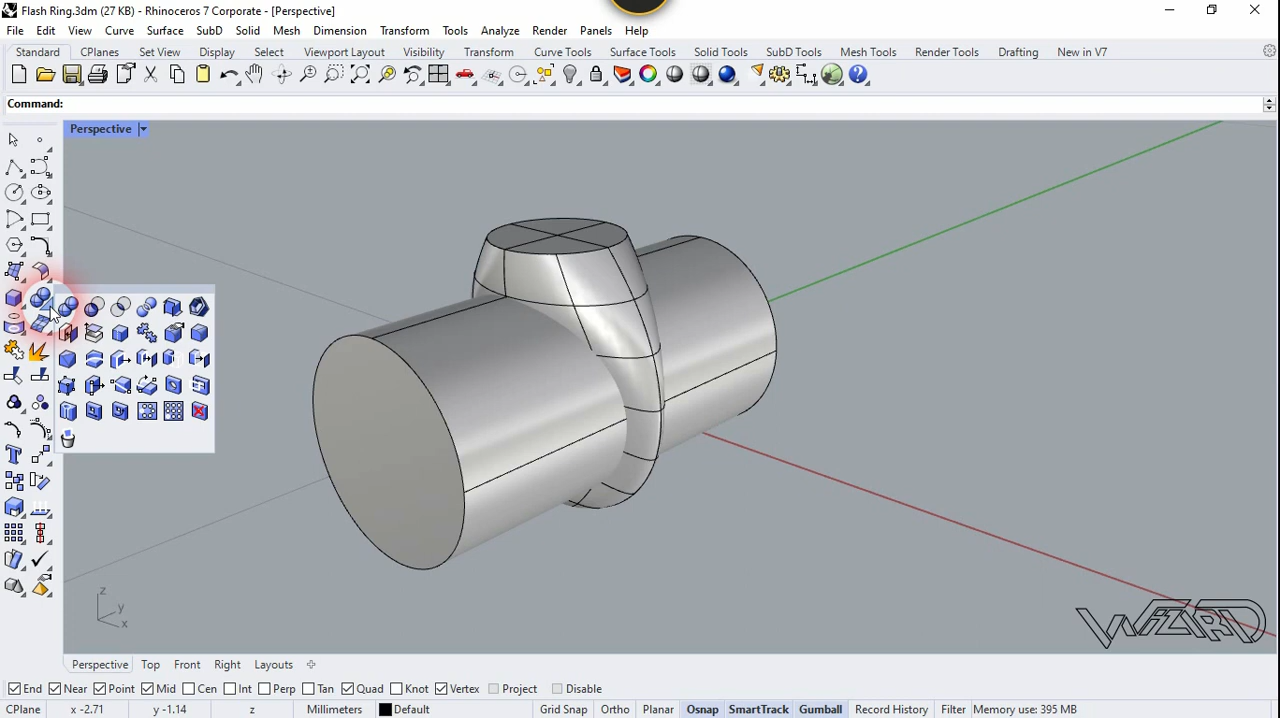 Flash Ring.3dm (27 KB) - Rhinoceros 7 Corporate - [Perspective]
File Edit View Curve Surface SubD Solid Mesh Dimension Transform Tools Analyze Render Panels Help
Standard CPlanes Set View Display Select Viewport Layout Visibility Transform Curve Tools Surface Tools Solid Tools SubD Tools Mesh Tools Render Tools Drafting New in V7
Command:
Perspective
z
y
x
WIZARD
Perspective Top Front Right Layouts
End Near Point Mid Cen Int Perp Tan Quad Knot Vertex Project Disable
CPlane x -2.71 y -1.14 z Millimeters Default Grid Snap Ortho Planar Osnap SmartTrack Gumball Record History Filter Memory use: 395 MB